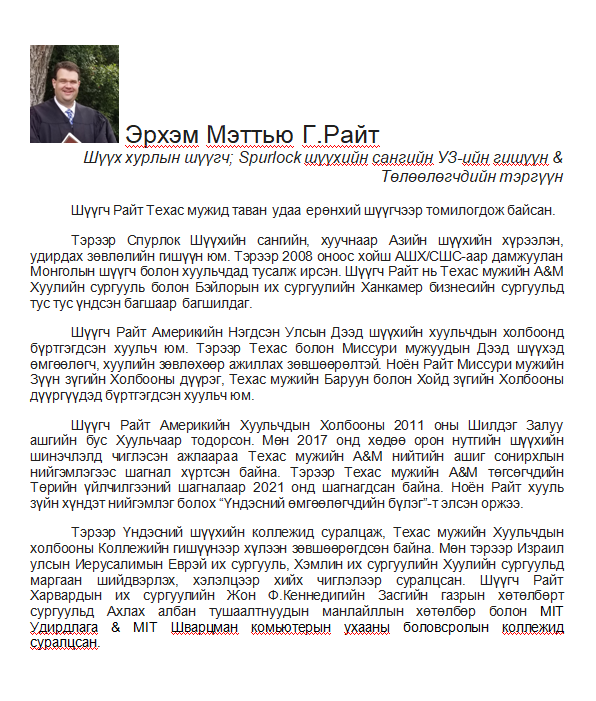 Эрхэм Мэттью Г.Райт
Шүүх хурлын шүүгч; Spurlock шүүхийн сангийн УЗ-ийн гишүүн &
Төлөөлөгчдийн тэргүүн
Шүүгч Райт Техас мужид таван удаа ерөнхий шүүгчээр томилогдож байсан.
Тэрээр Спурлок Шүүхийн сангийн, хуучнаар Азийн шүүхийн хүрээлэн,
удирдах зөвлөлийн гишүүн юм. Тэрээр 2008 оноос хойш АШХ/СШС-аар дамжуулан
Монголын шүүгч болон хуульчдад тусалж ирсэн. Шүүгч Райт нь Техас мужийн A&M
Хуулийн сургууль болон Бэйлорын их сургуулийн Ханкамер бизнесийн сургуульд
тус тус үндсэн багшаар багшилдаг.
Шүүгч Райт Америкийн Нэгдсэн Улсын Дээд шүүхийн хуульчдын холбоонд
бүртгэгдсэн хуульч юм. Тэрээр Техас болон Миссури мужуудын Дээд шүүхэд
өмгөөлөгч, хуулийн зөвлөхөөр ажиллах зөвшөөрөлтэй. Ноён Райт Миссури мужийн
Зүүн зүгийн Холбооны дүүрэг, Техас мужийн Баруун болон Хойд зүгийн Холбооны
дүүргүүдэд бүртгэгдсэн хуульч юм.
Шүүгч Райт Америкийн Хуульчдын Холбооны 2011 оны Шилдэг Залуу
ашгийн бус Хуульчаар тодорсон. Мөн 2017 онд хөдөө орон нутгийн шүүхийн
шинэчлэлд чиглэсэн ажлаараа Техас мужийн A&M нийтийн ашиг сонирхлын
нийгэмлэгээс шагнал хүртсэн байна. Тэрээр Техас мужийн A&M төгсөгчдийн
Төрийн үйлчилгээний шагналаар 2021 онд шагнагдсан байна. Ноён Райт хууль
зүйн хүндэт нийгэмлэг болох “Үндэсний өмгөөлөгчдийн бүлэг”-т элсэн оржээ.
Тэрээр Үндэсний шүүхийн коллежид суралцаж, Техас мужийн Хуульчдын
холбооны Коллежийн гишүүнээр хүлээн зөвшөөрөгдсөн байна. Мөн тэрээр Израил
улсын Иерусалимын Еврэй их сургууль, Хэмлин их сургуулийн Хуулийн сургуульд
маргаан шийдвэрлэх, хэлэлцээр хийх чиглэлээр суралцсан. Шүүгч Райт
Харвардын их сургуулийн Жон Ф.Кеннедигийн Засгийн газрын хөтөлбөрт
сургуульд Ахлах албан тушаалтнуудын манлайллын хөтөлбөр болон MIT
Удирдлага & MIT Шварцман комьютерын ухааны боловсролын коллежид
суралцсан.